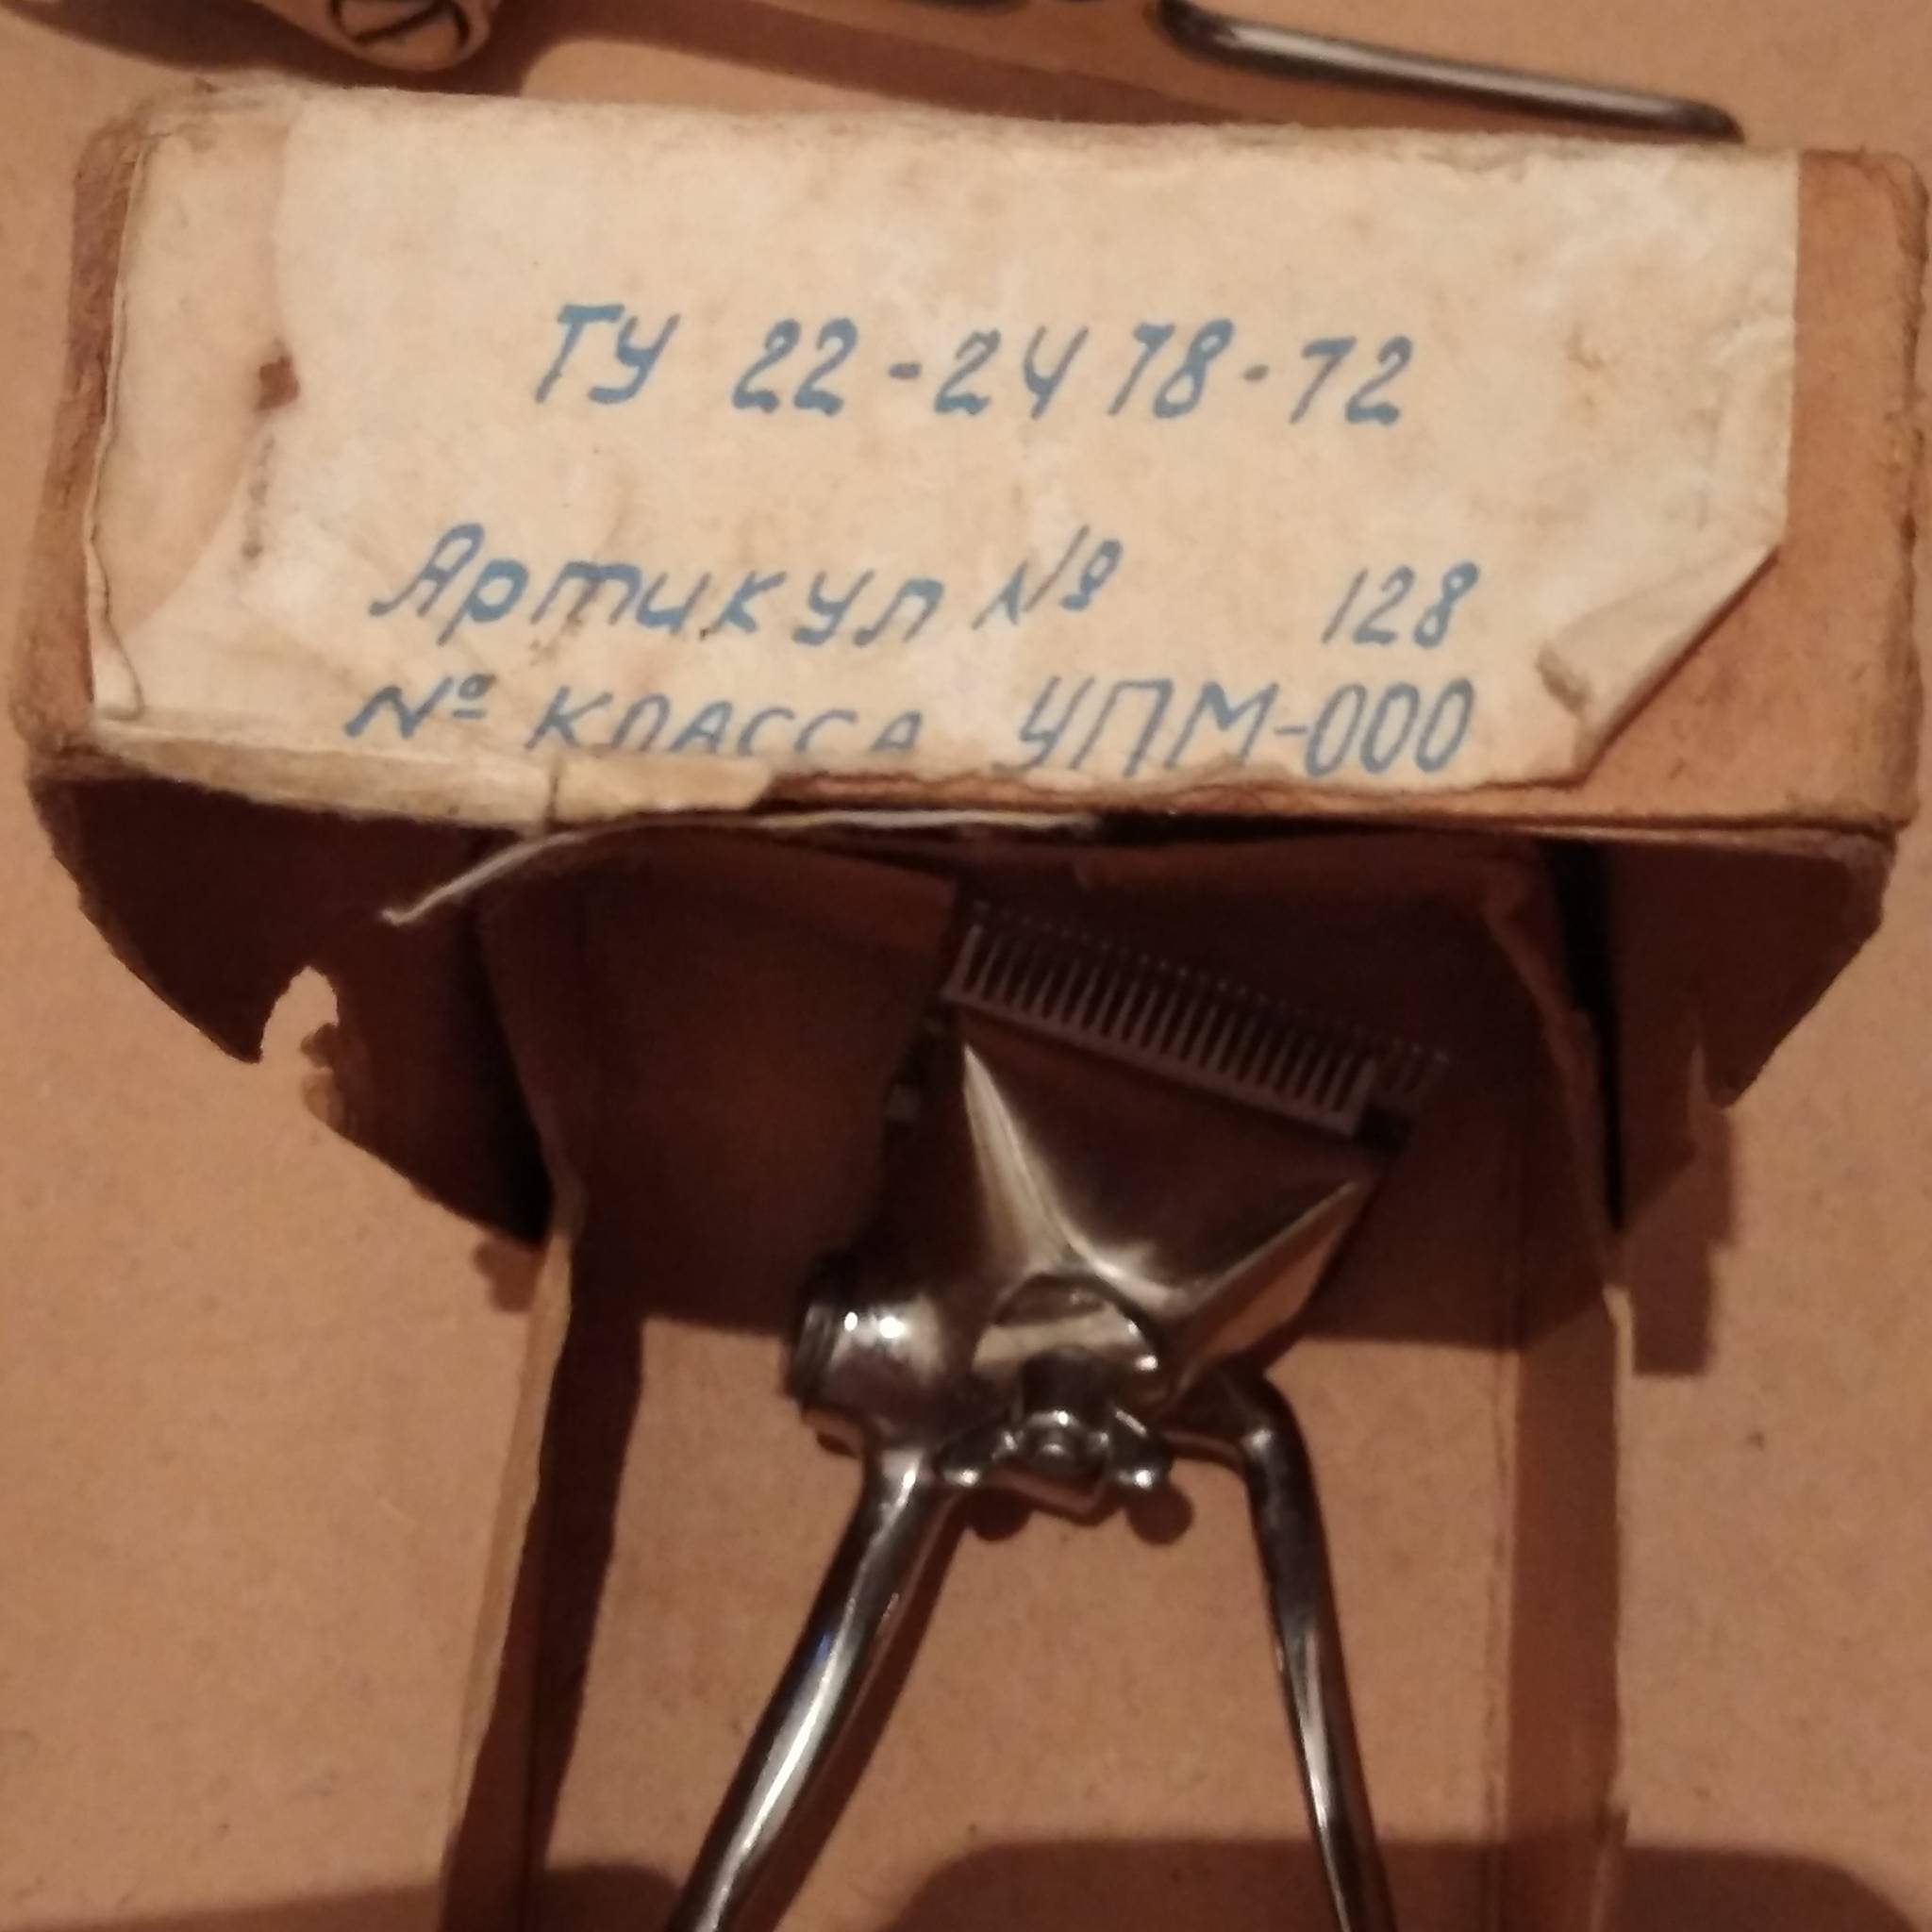 ТУ 22-2478-72
Артикул № 128
№ класса УПМ-000